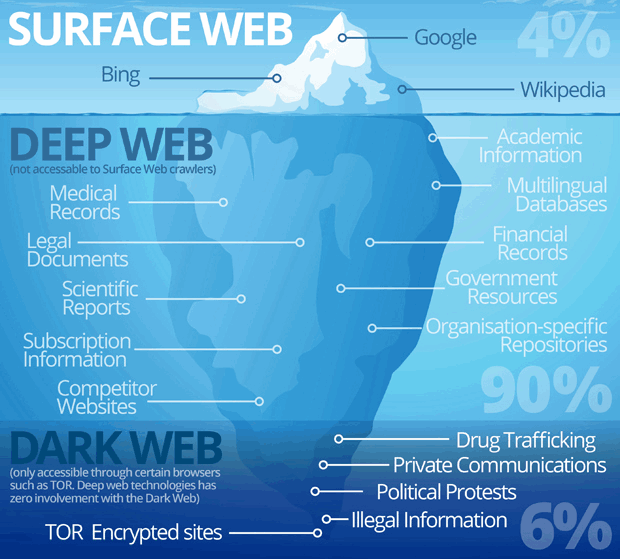 SURFACE WEB
Google
4%
Bing
Wikipedia
DEEP WEB
(not accessable to Surface Web crawlers)
Academic
Information
Medical
Records
Multilingual
Databases
Legal
Documents
Financial
Records
Scientific
Reports
Government
Resources
Subscription
Information
Organisation-specific
Repositories
Competitor
Websites
90%
DARK WEB
(only accessible through certain browsers
such as TOR. Deep web technologies has
zero involvement with the Dark Web)
Drug Trafficking
Private Communications
Political Protests
Illegal Information
TOR Encrypted sites
6%